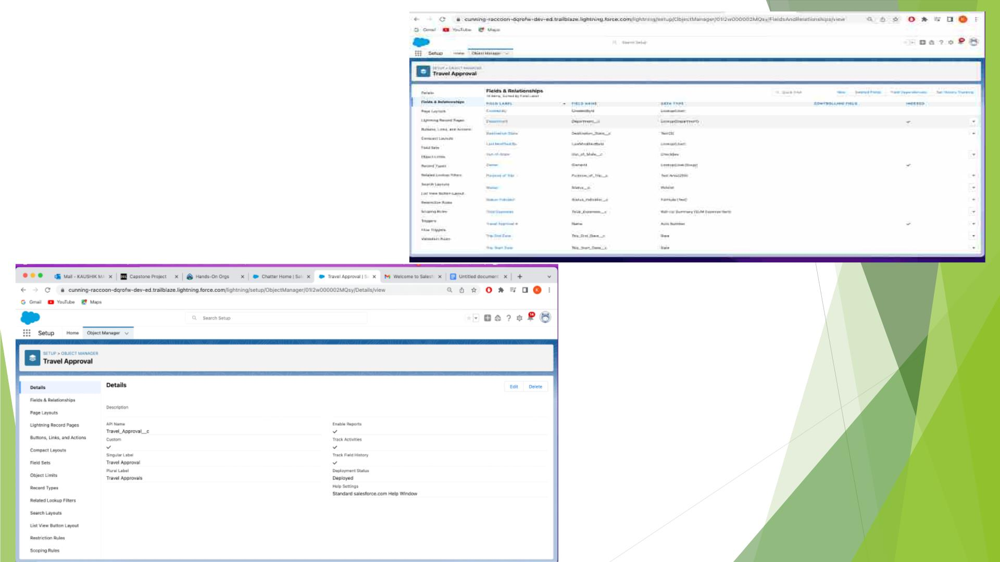 cunning-raccoon-dqrofw-dev-ed.trailblaze.lightning.force.com/lightning/setup/ObjectManager/01I2w000002MQsy/FieldsAndRelationships/view
Gmail YouTube Maps
Search Setup
Setup Home Object Manager
SETUP > OBJECT MANAGER
Travel Approval
Details
Fields & Relationships
Page Layouts
Lightning Record Pages
Buttons, Links, and Actions
Compact Layouts
Field Sets
Object Limits
Record Types
Related Lookup Filters
Search Layouts
List View Button Layout
Restriction Rules
Scoping Rules
Triggers
Flow Triggers
Validation Rules
Fields & Relationships
Items, Sorted by Field Label
Quick Find New Deleted Fields Field Dependencies Set History Tracking
FIELD LABEL FIELD NAME DATA TYPE CONTROLLING FIELD INDEXED
Created By CreatedById Lookup(User)
Department Department__c Lookup(Department)
Destination State Destination_State__c
Last Modified By LastModifiedById Lookup(User)
Out-of-State Out_of_State__c Checkbox
Owner OwnerId Lookup(User,Group)
Purpose of Trip Purpose_of_Trip__c Text Area(255)
Status Status__c Picklist
Status Indicator Status_Indicator__c Formula (Text)
Total Expenses Total_Expenses__c Roll-Up Summary (SUM Expense Item)
Travel Approval # Name Auto Number
Trip End Date Trip_End_Date__c Date
Trip Start Date Trip_Start_Date__c Date
Mail - KAUSHIK MA Capstone Project Hands-On Orgs Chatter Home | Sale Travel Approval | S Welcome to Salesfo Untitled document
cunning-raccoon-dqrofw-dev-ed.trailblaze.lightning.force.com/lightning/setup/ObjectManager/01I2w000002MQsy/Details/view
K
Gmail YouTube Maps
Search Setup
14
Setup Home Object Manager
SETUP > OBJECT MANAGER
Travel Approval
Details
Fields & Relationships
Page Layouts
Lightning Record Pages
Buttons, Links, and Actions
Compact Layouts
Field Sets
Object Limits
Record Types
Related Lookup Filters
Search Layouts
List View Button Layout
Restriction Rules
Scoping Rules
Details
Edit Delete
Description
API Name
Travel_Approval__c
Custom
Singular Label
Travel Approval
Plural Label
Travel Approvals
Enable Reports
Track Activities
Track Field History
Deployment Status
Deployed
Help Settings
Standard salesforce.com Help Window